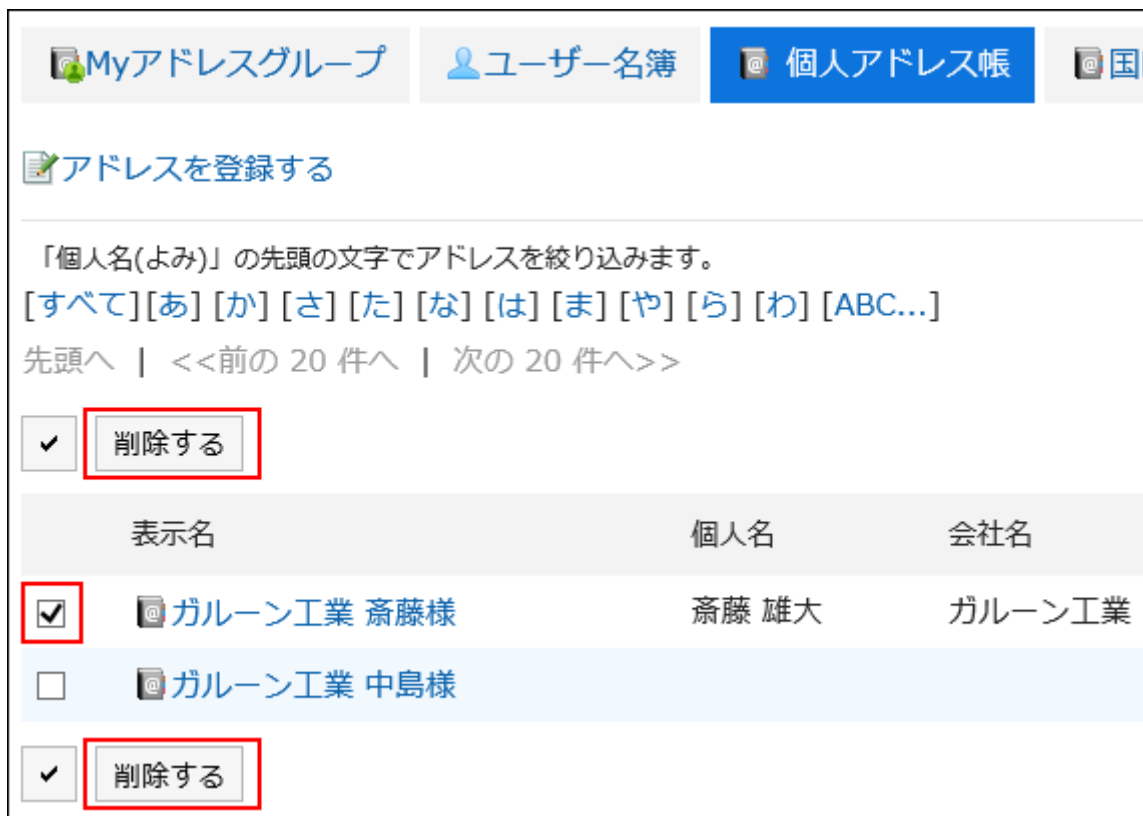 Myアドレスグループ ユーザー名簿 個人アドレス帳 国
アドレスを登録する
「個人名(よみ)」の先頭の文字でアドレスを絞り込みます。
[すべて][あ] [か] [さ] [た] [な] [は] [ま] [や] [ら] [わ] [ABC...]
先頭へ | <<前の 20 件へ | 次の 20 件へ>>
削除する
表示名 個人名 会社名
ガルーン工業 斎藤様 斎藤 雄大 ガルーン工業
ガルーン工業 中島様
削除する